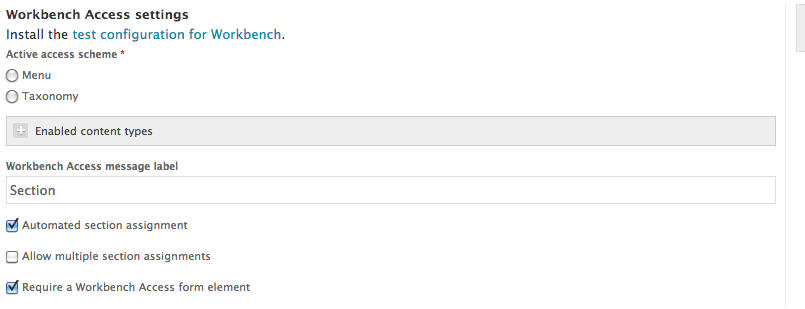 Workbench Access settings
Install the test configuration for Workbench.
Active access scheme *
Menu
Taxonomy
Enabled content types
Workbench Access message label
Section
Automated section assignment
Allow multiple section assignments
Require a Workbench Access form element